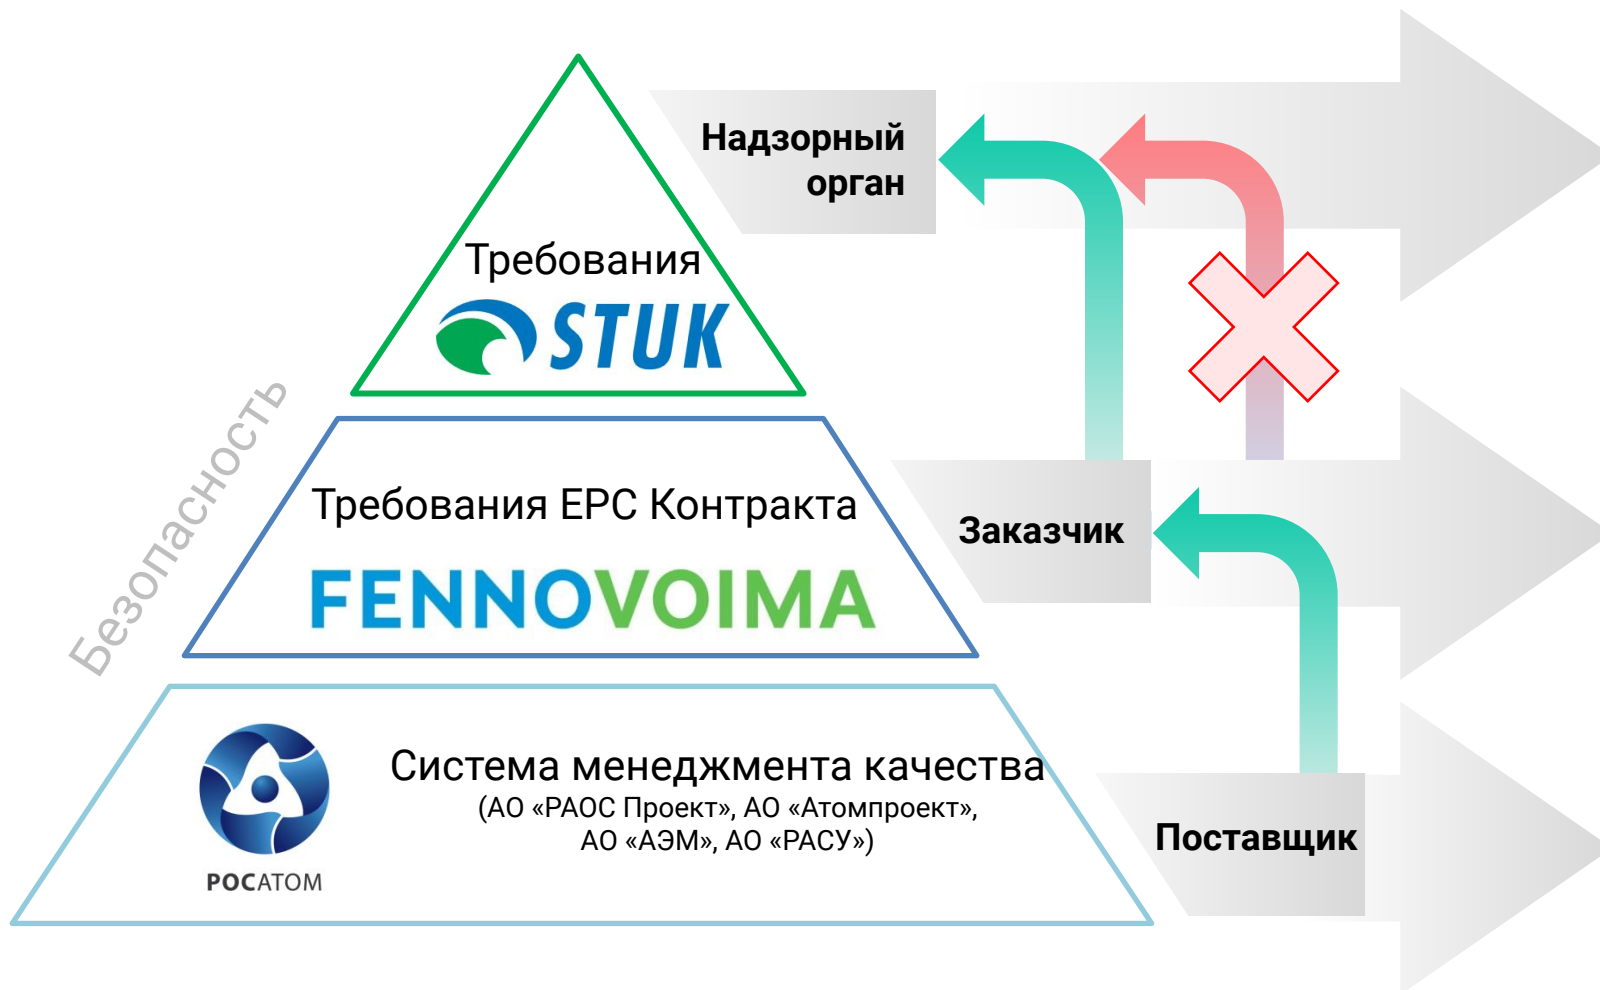 Надзорный
орган
Требования
STUK
Безопасность
Требования EPC Контракта
FENNOVOIMA
Заказчик
РОСАТОМ
Система менеджмента качества
(АО «РАОС Проект», АО «Атомпроект»,
АО «АЭМ», АО «РАСУ»)
Поставщик